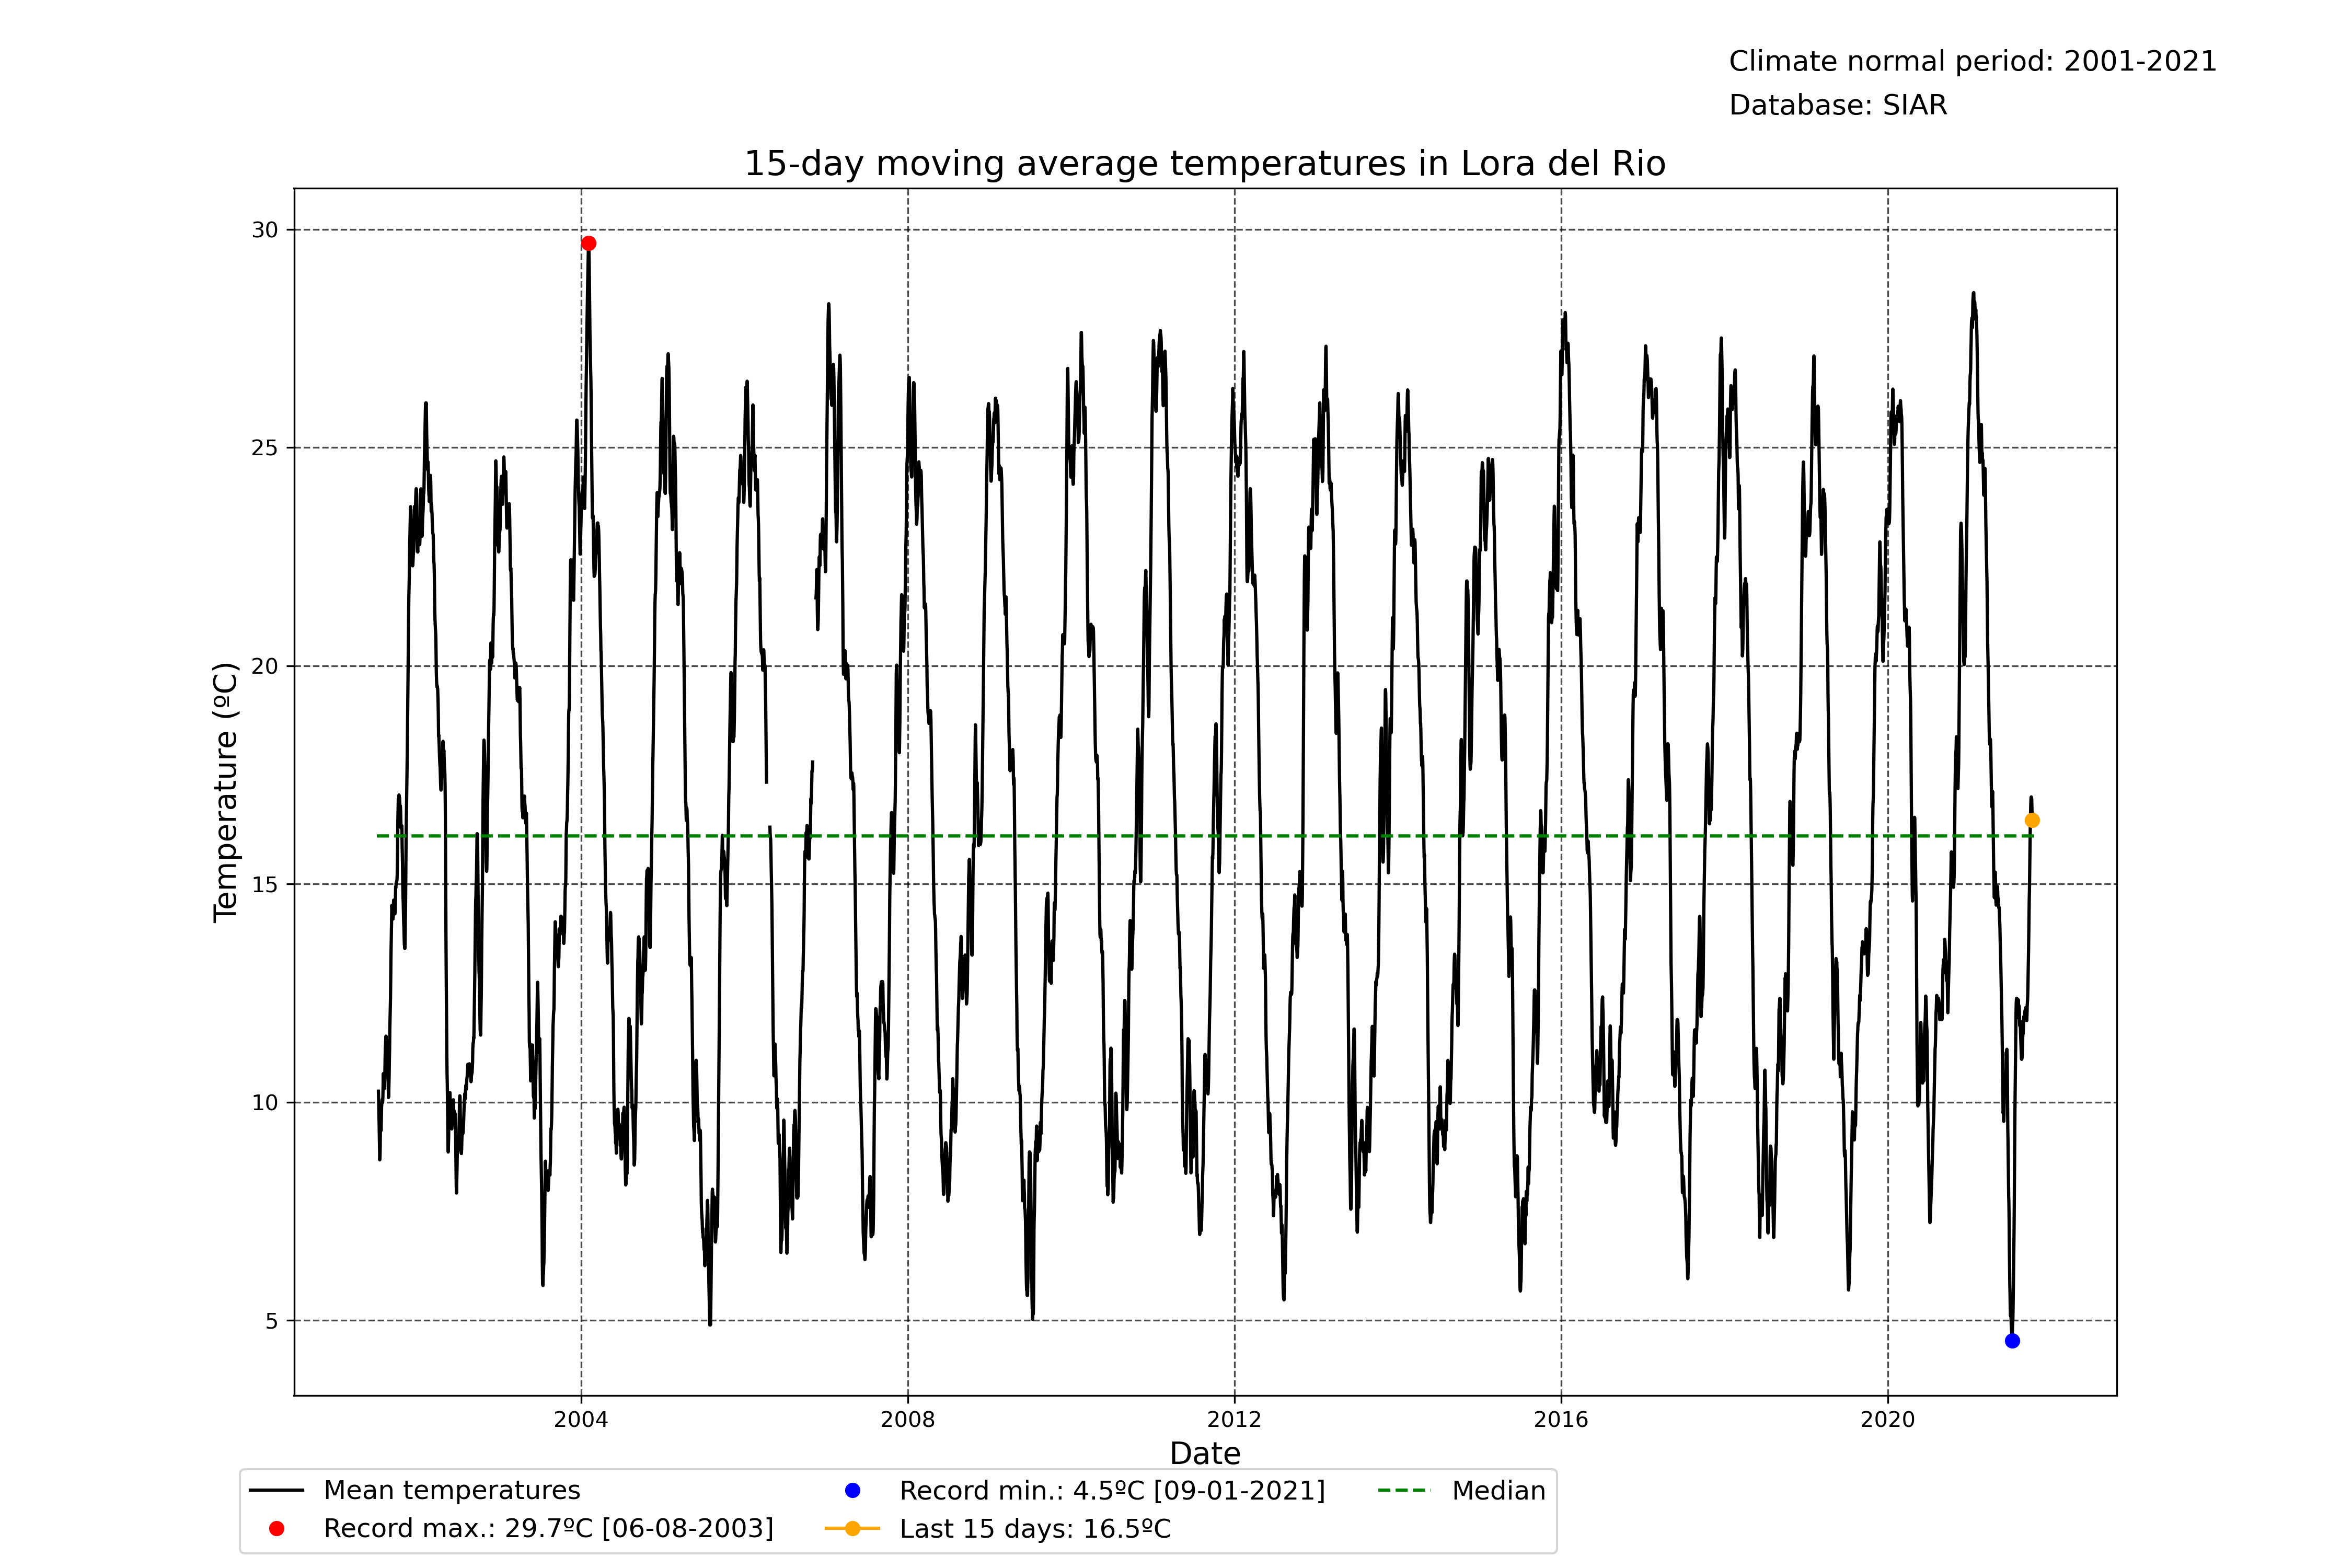 Climate normal period: 2001-2021
Database: SIAR
15-day moving average temperatures in Lora del Rio
30
25
20
15
10
5
Temperature (ºC)
2004 2008 2012 2016 2020
Date
Mean temperatures
Record max.: 29.7ºC [06-08-2003]
Record min.: 4.5ºC [09-01-2021]
Last 15 days: 16.5ºC
Median